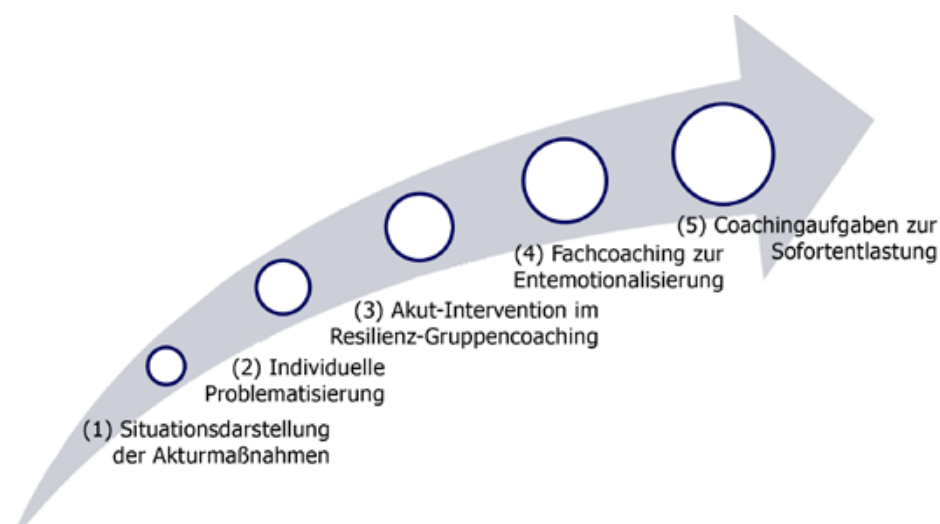 (1) Situationsdarstellung
der Akturmaßnahmen
(2) Individuelle
Problematisierung
(3) Akut-Intervention im
Resilienz-Gruppencoaching
(4) Fachcoaching zur
Entemotionalisierung
(5) Coachingaufgaben zur
Sofortentlastung